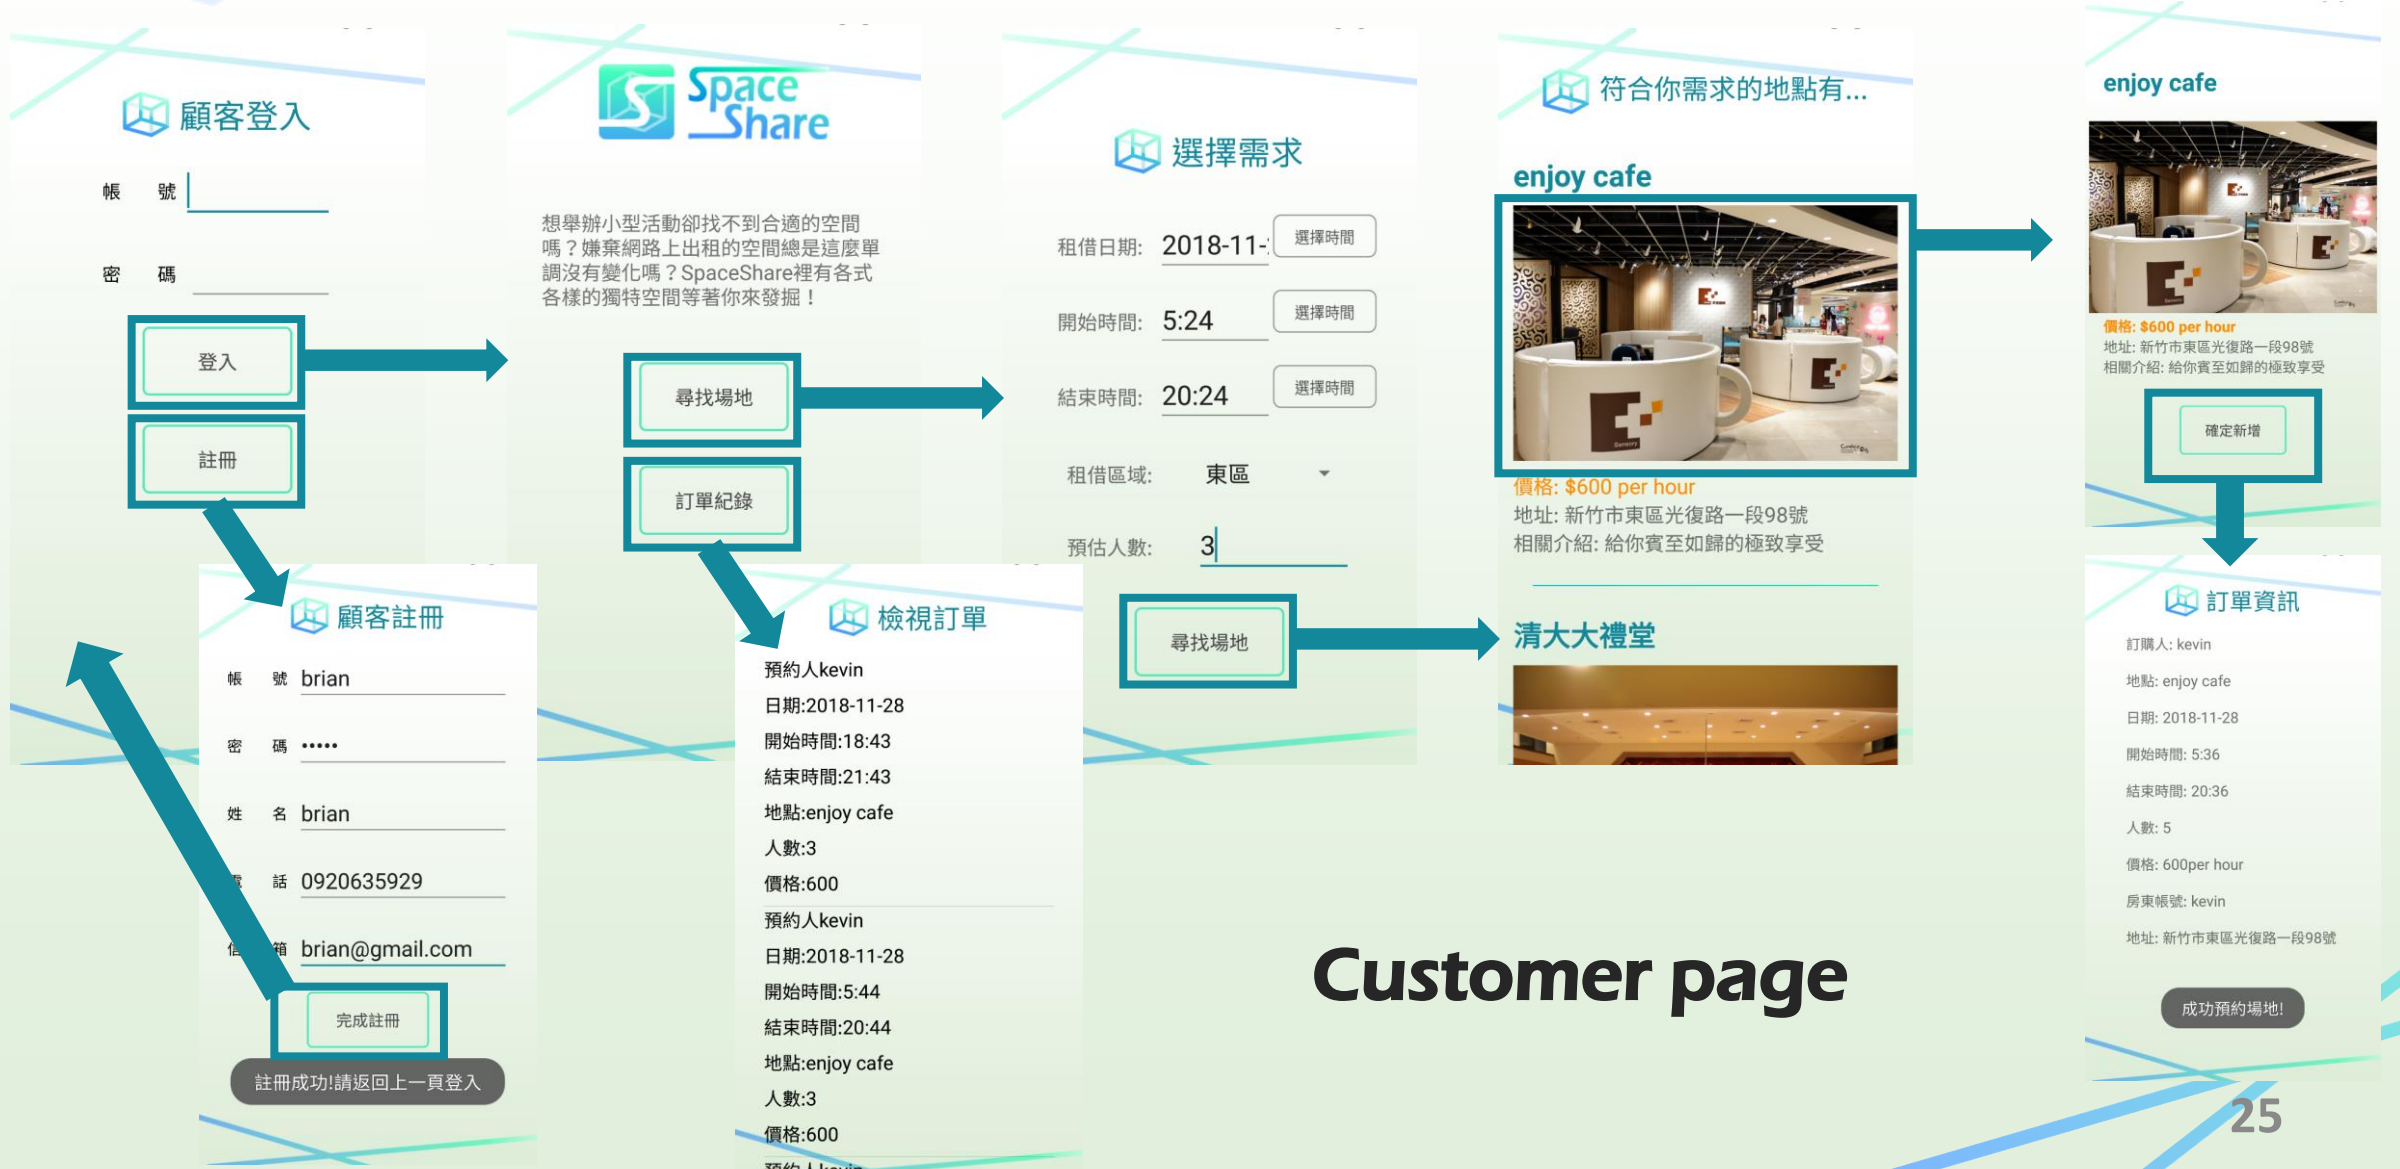 顧客登入
帳 號
密 碼
登入
註冊
Space
Share
想舉辦小型活動卻找不到合適的空間
嗎？嫌棄網路上出租的空間總是這麼單
調沒有變化嗎？SpaceShare裡有各式
各樣的獨特空間等著你來發掘！
尋找場地
訂單紀錄
選擇需求
租借日期: 2018-11- 選擇時間
開始時間: 5:24 選擇時間
結束時間: 20:24 選擇時間
租借區域: 東區
預估人數: 3
尋找場地
符合你需求的地點有...
enjoy cafe
價格: $600 per hour
地址: 新竹市東區光復路一段98號
相關介紹: 給你賓至如歸的極致享受
清大大禮堂
enjoy cafe
價格: $600 per hour
地址: 新竹市東區光復路一段98號
相關介紹: 給你賓至如歸的極致享受
確定新增
顧客註冊
帳 號 brian
密 碼 •••••
姓 名 brian
話 0920635929
箱 brian@gmail.com
完成註冊
註冊成功!請返回上一頁登入
檢視訂單
預約人kevin
日期:2018-11-28
開始時間:18:43
結束時間:21:43
地點:enjoy cafe
人數:3
價格:600
預約人kevin
日期:2018-11-28
開始時間:5:44
結束時間:20:44
地點:enjoy cafe
人數:3
價格:600
預約人kevin
訂單資訊
訂購人: kevin
地點: enjoy cafe
日期: 2018-11-28
開始時間: 5:36
結束時間: 20:36
人數: 5
價格: 600per hour
房東帳號: kevin
地址: 新竹市東區光復路一段98號
成功預約場地!
Customer page
25